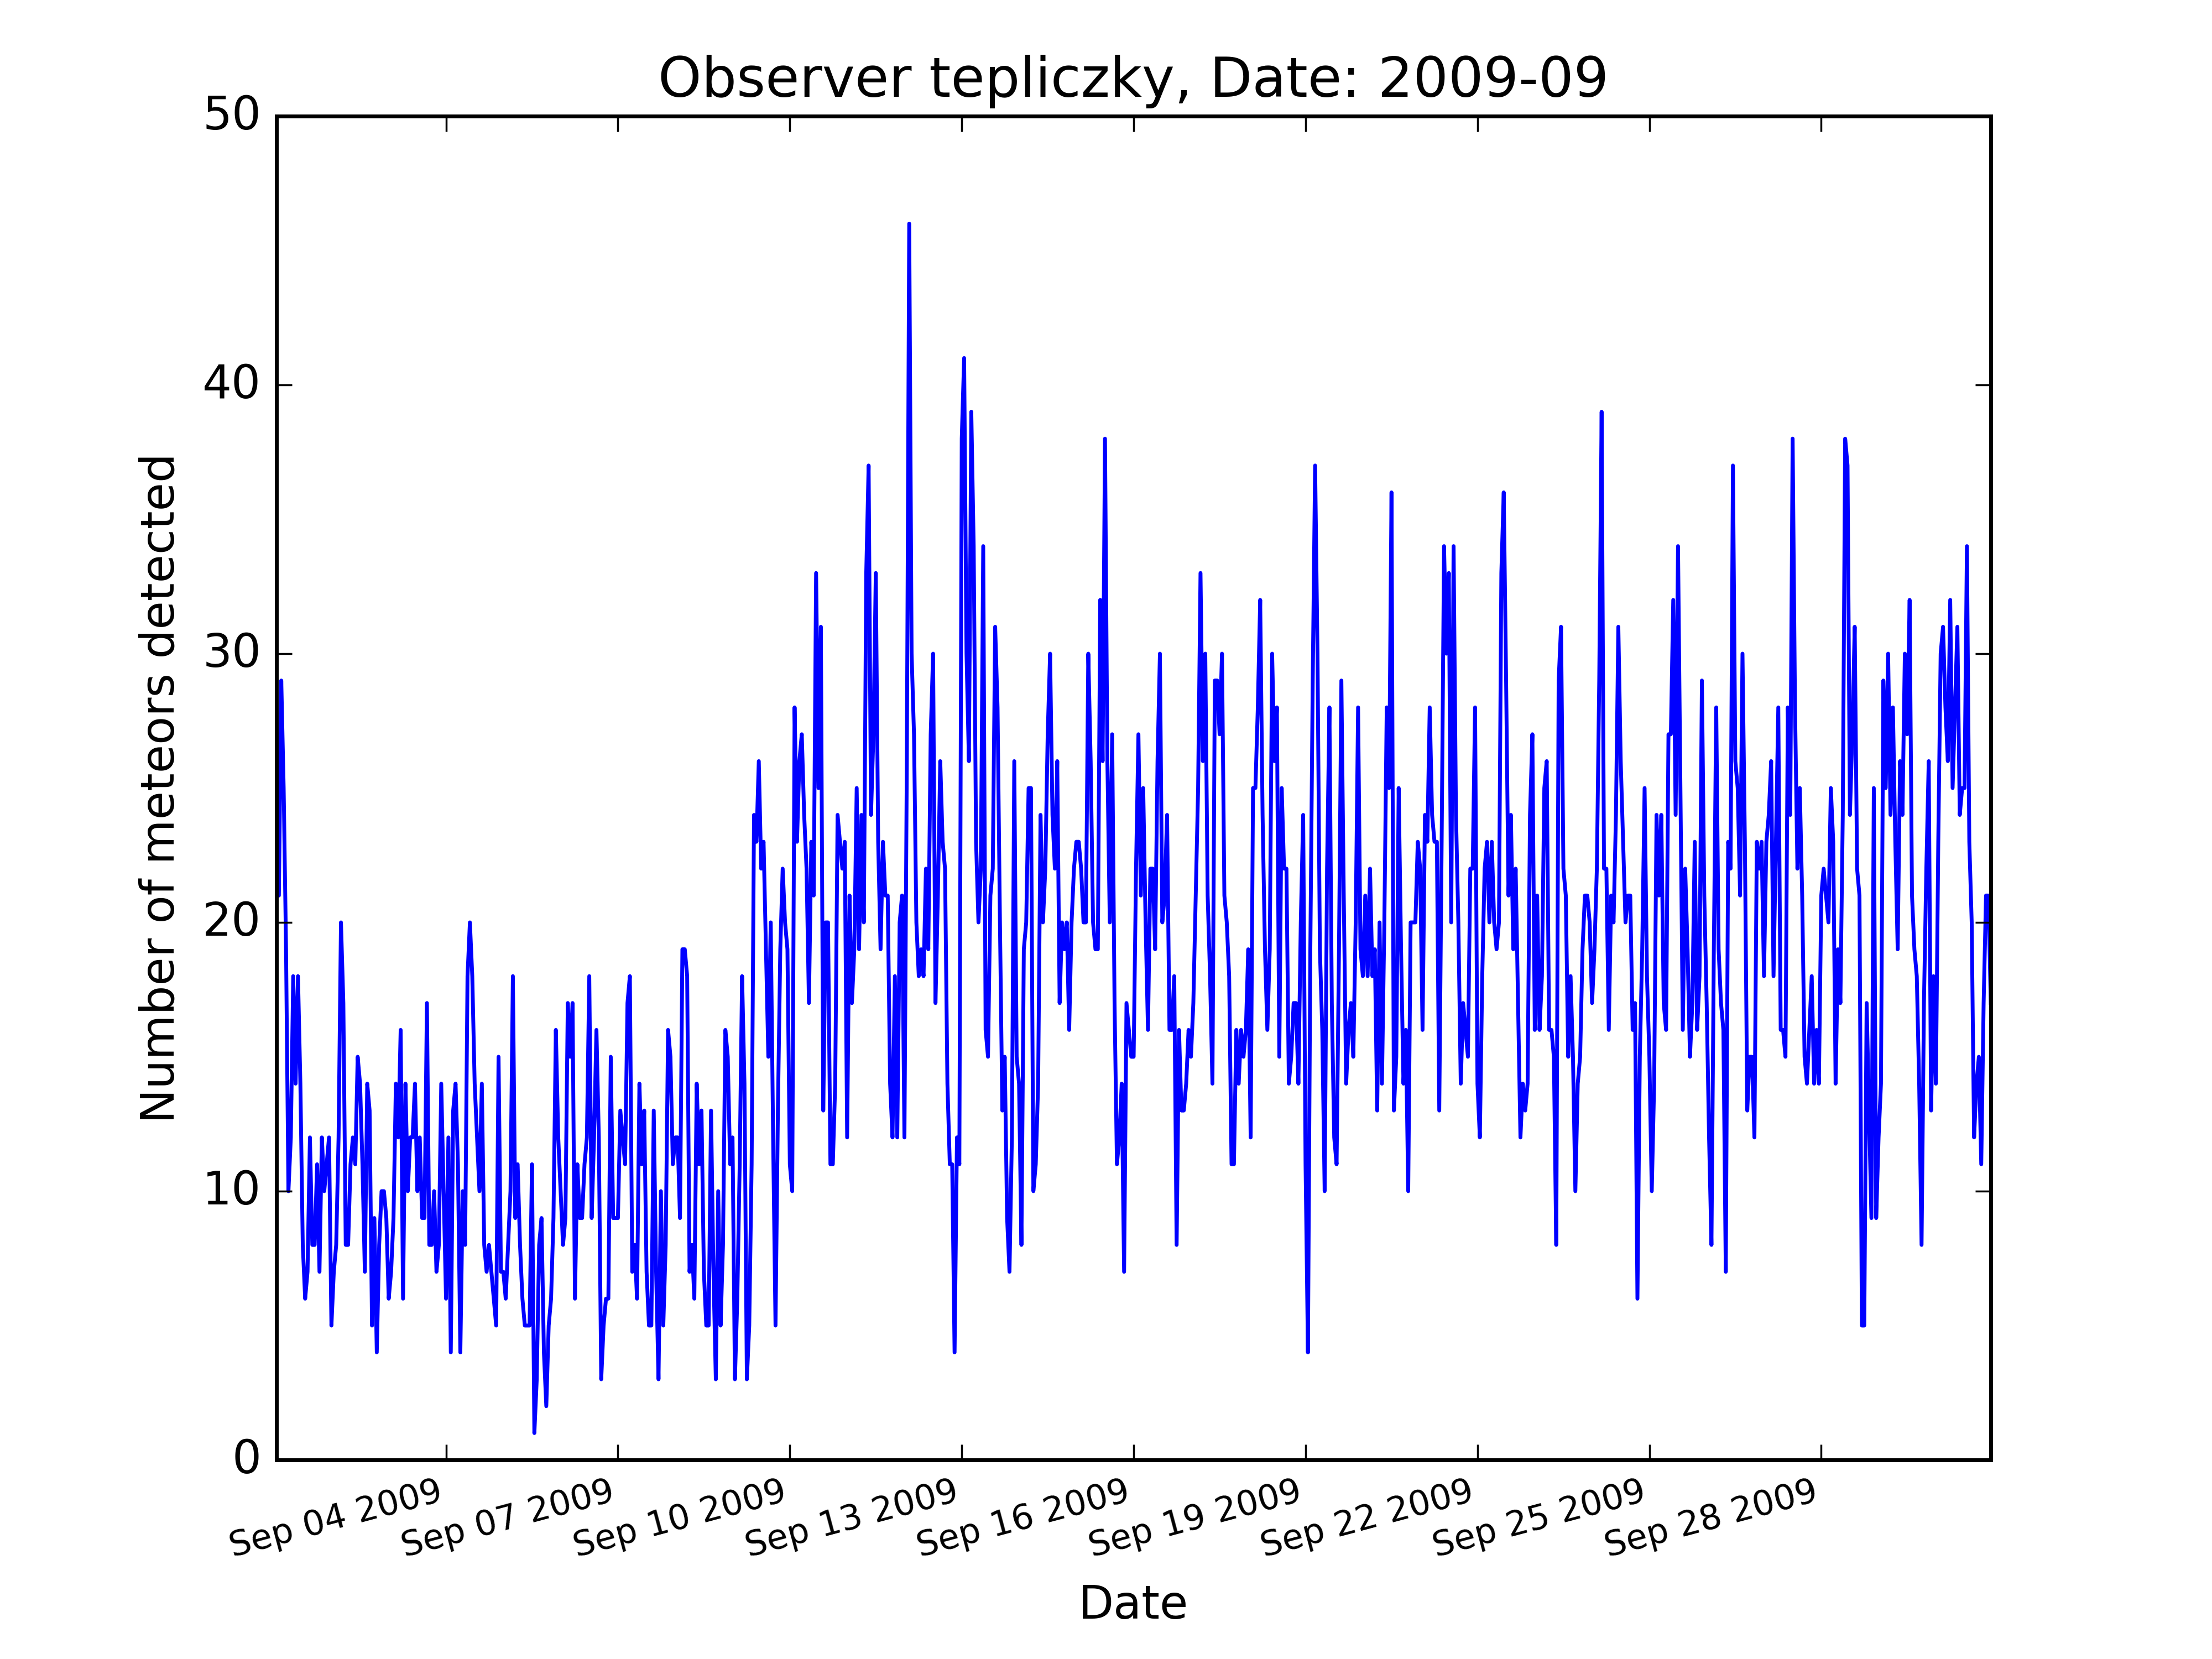 Observer tepliczky, Date: 2009-09
50
40
30
20
10
0
Number of meteors detected
Sep 04 2009
Sep 07 2009
Sep 10 2009
Sep 13 2009
Sep 16 2009
Sep 19 2009
Sep 22 2009
Sep 25 2009
Sep 28 2009
Date